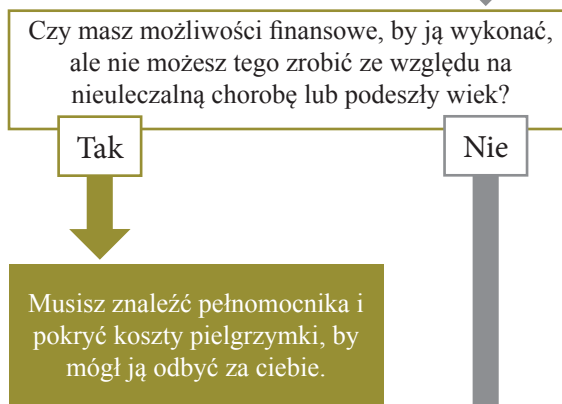 Czy masz możliwości finansowe, by ją wykonać,
ale nie możesz tego zrobić ze względu na
nieuleczalną chorobę lub podeszły wiek?
Tak
Nie
Musisz znaleźć pełnomocnika i
pokryć koszty pielgrzymki, by
mógł ją odbyć za ciebie.